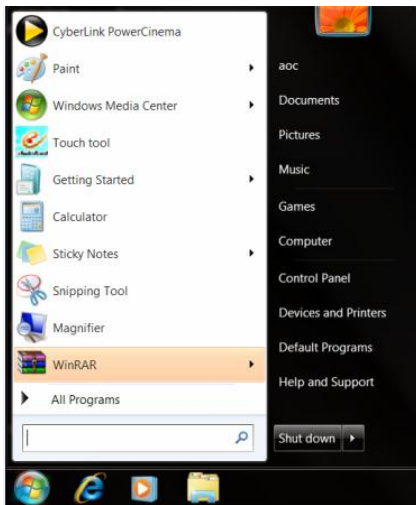 CyberLink PowerCinema
Paint
Windows Media Center
Touch tool
Getting Started
Calculator
Sticky Notes
Snipping Tool
Magnifier
WinRAR
All Programs
aoc
Documents
Pictures
Music
Games
Computer
Control Panel
Devices and Printers
Default Programs
Help and Support
Shut down